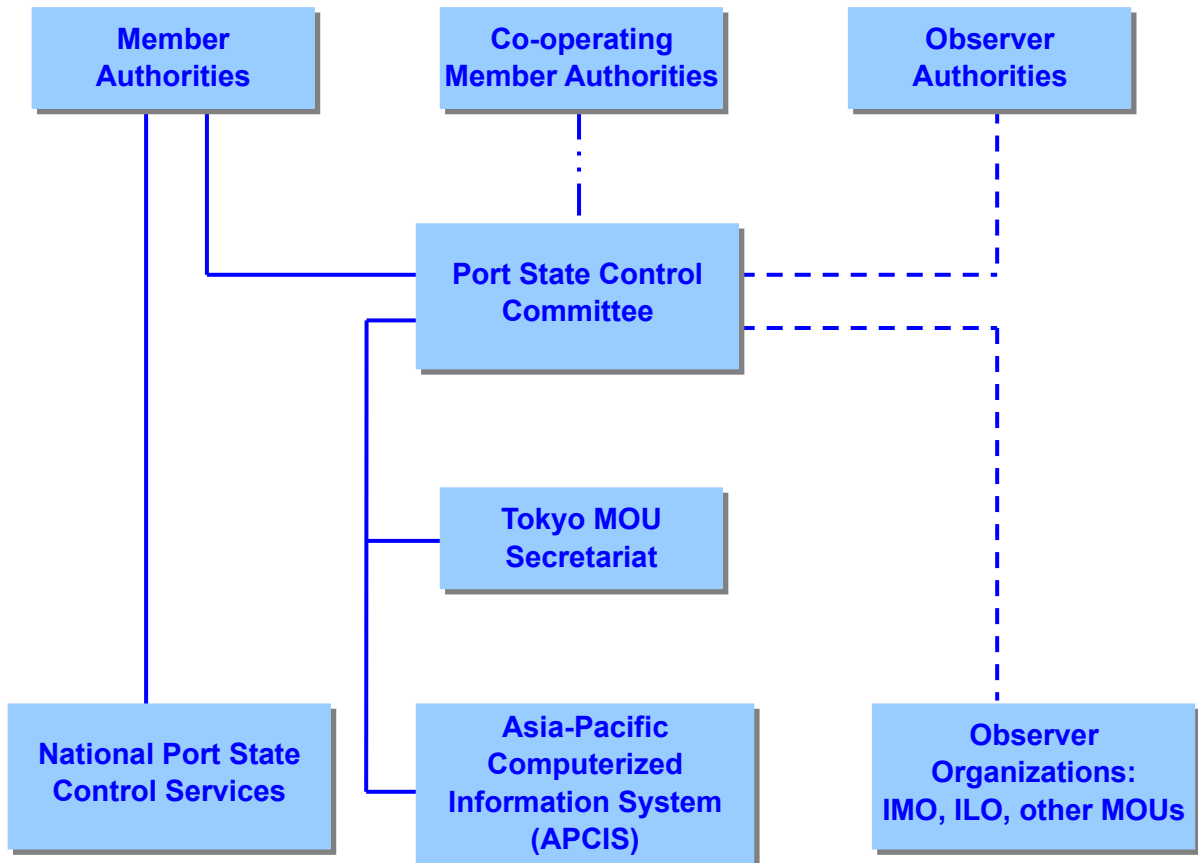 Member
Authorities
Co-operating
Member Authorities
Observer
Authorities
Port State Control
Committee
Tokyo MOU
Secretariat
National Port State
Control Services
Asia-Pacific
Computerized
Information System
(APCIS)
Observer
Organizations:
IMO, ILO, other MOUs